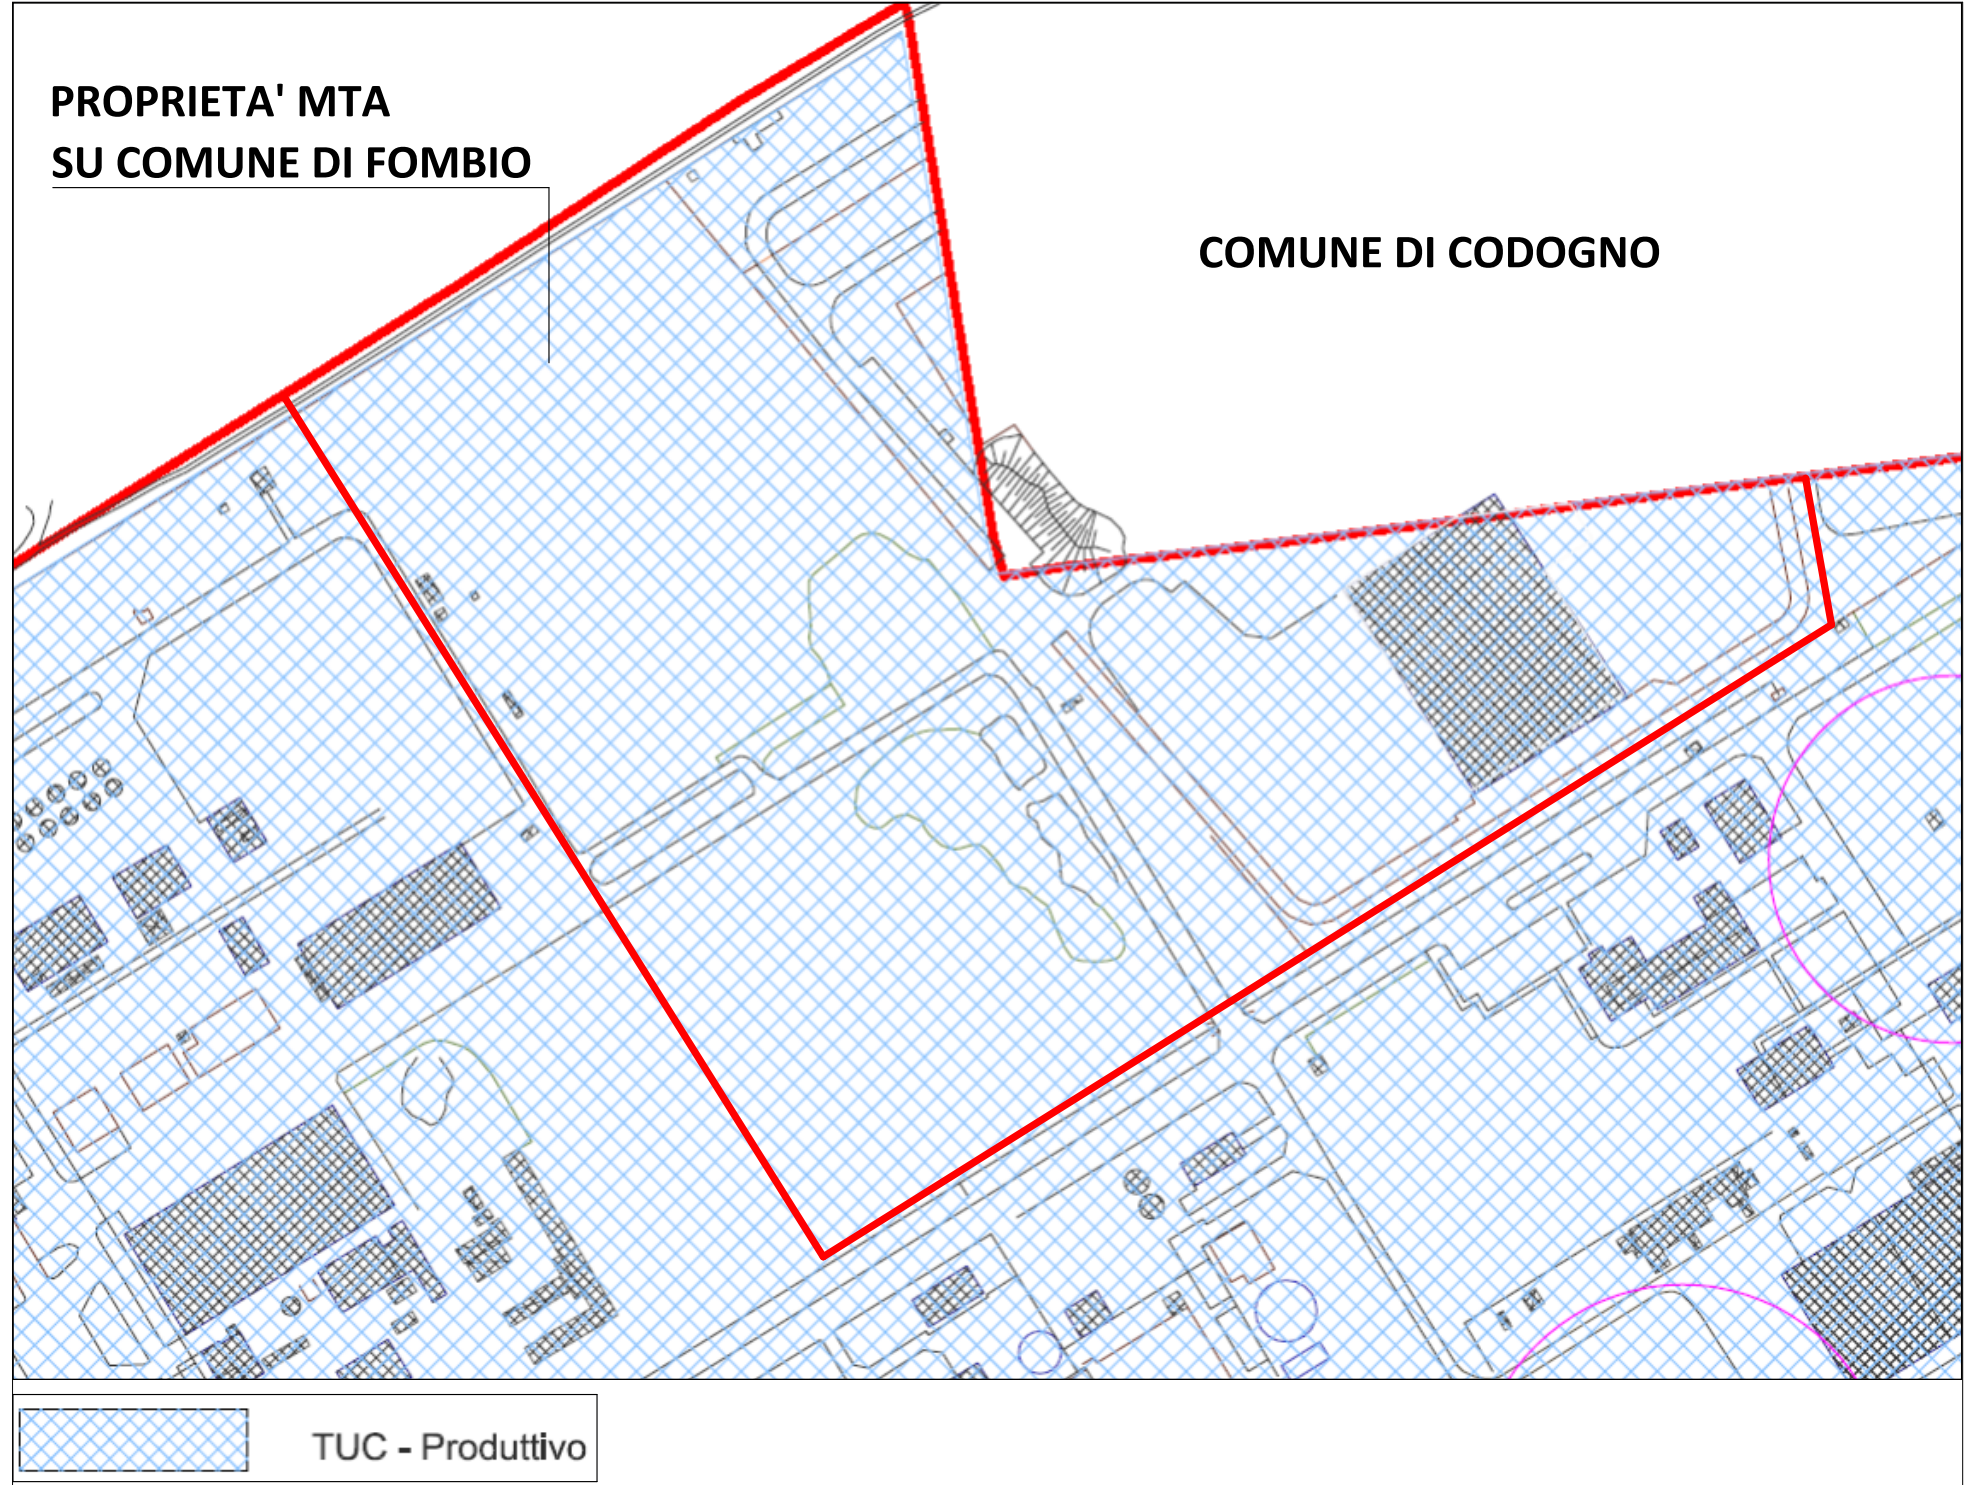 PROPRIETA' MTA
SU COMUNE DI FOMBIO
COMUNE DI CODOGNO
TUC - Produttivo